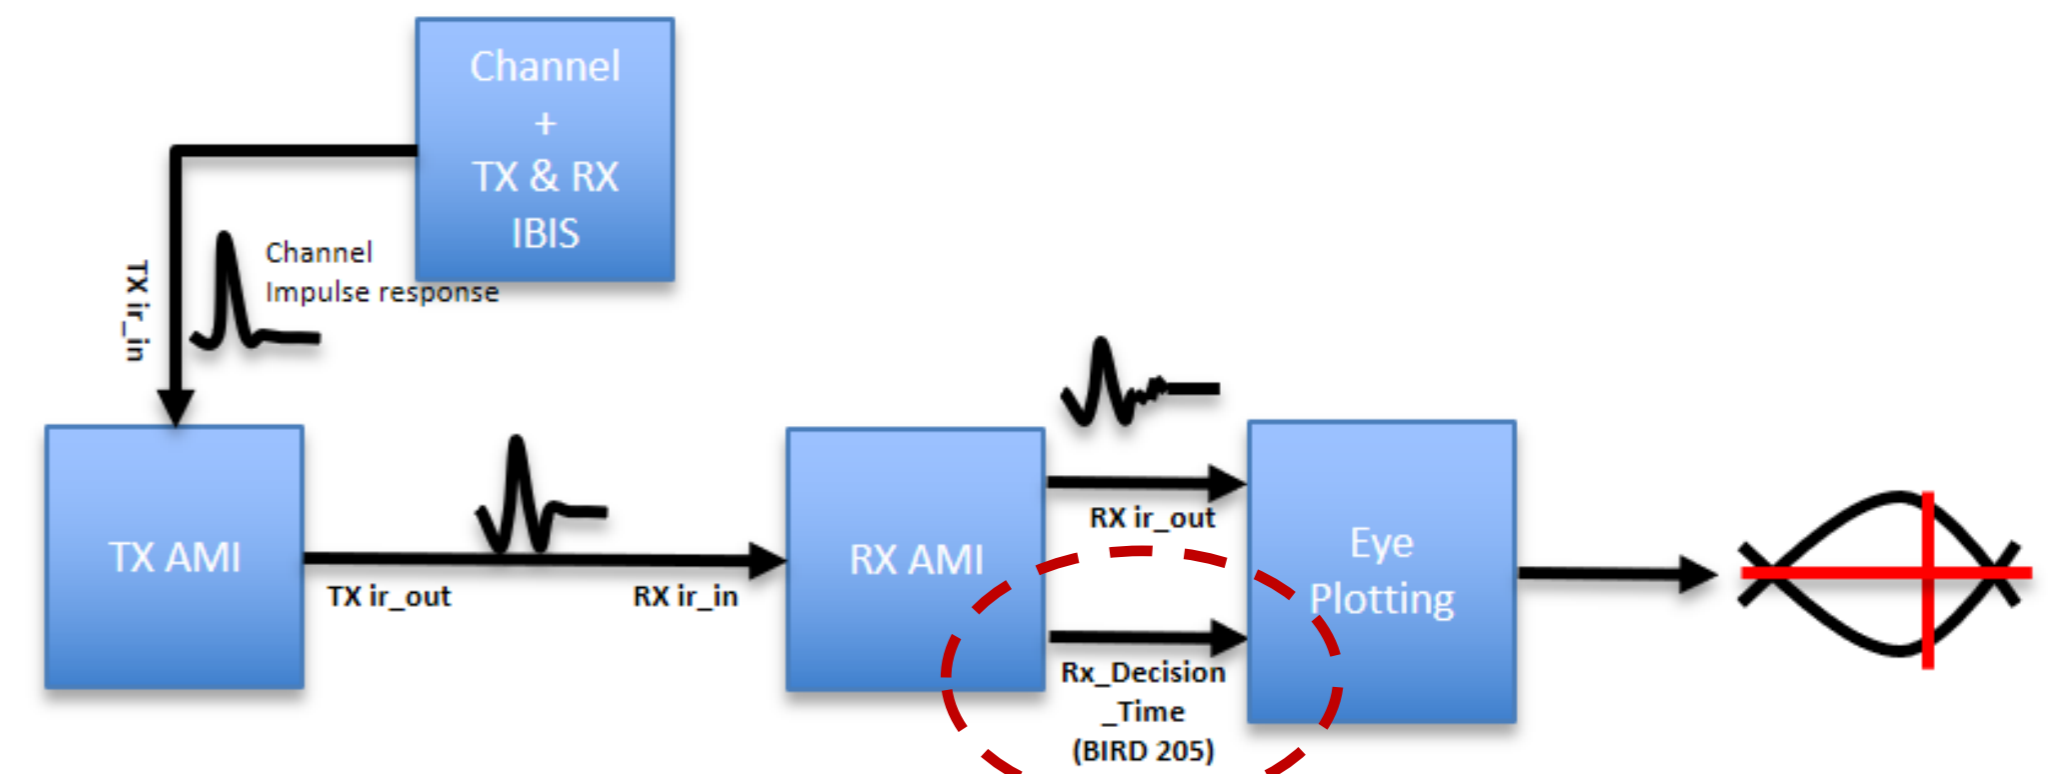 Channel
+
TX & RX
IBIS
TX ir_in
Channel
Impulse response
TX AMI
TX ir_out
RX ir_in
RX AMI
RX ir_out
Rx_Decision
_Time
(BIRD 205)
Eye
Plotting